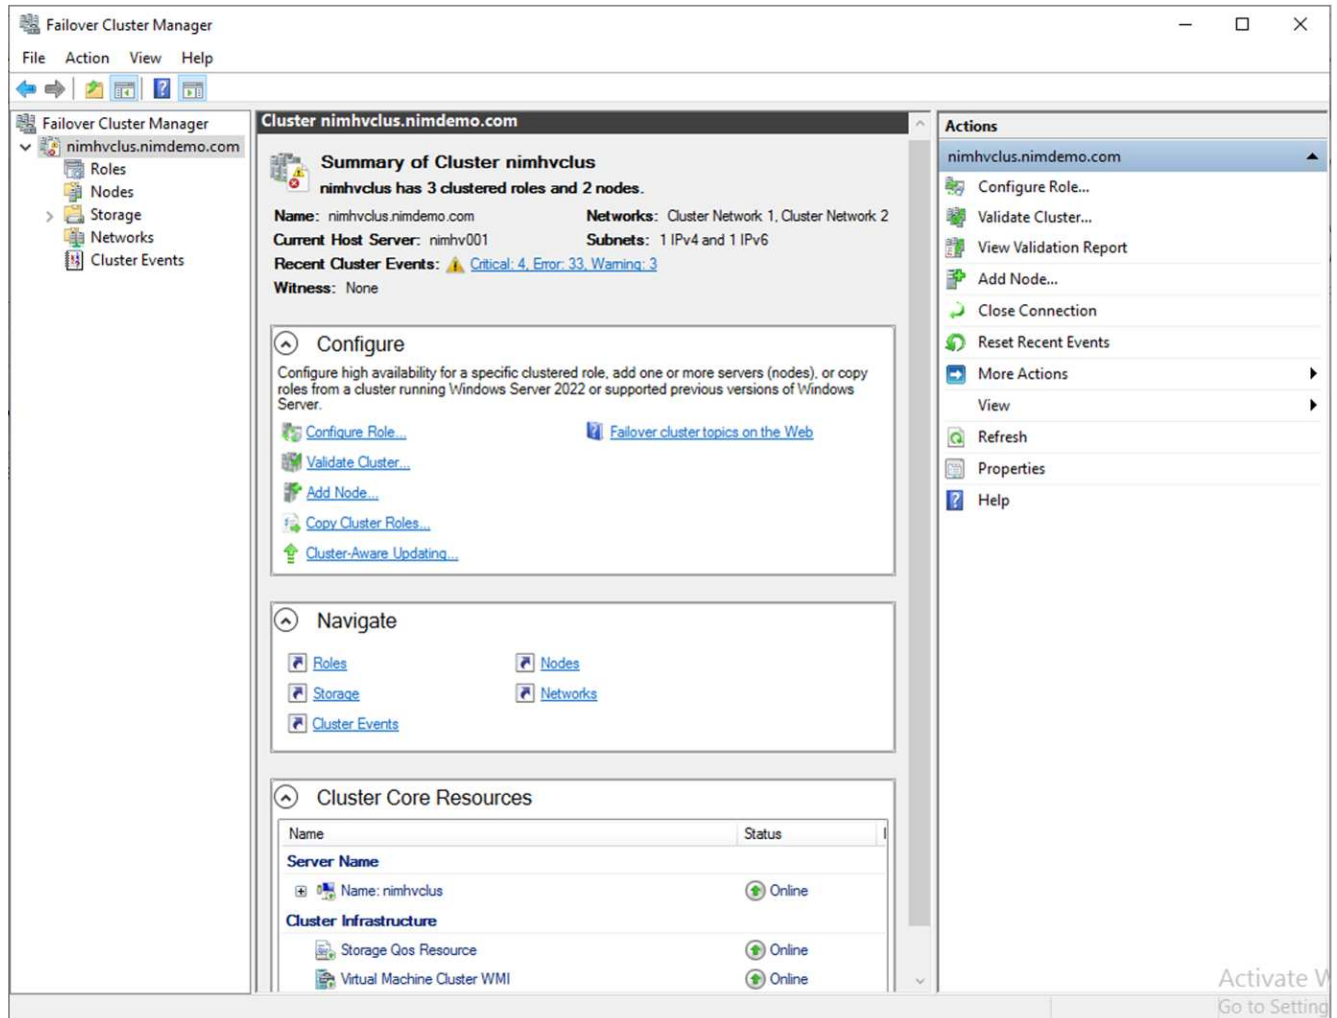 Failover Cluster Manager
File Action View Help
Failover Cluster Manager
nimhvclus.nimdemo.com
Roles
Nodes
Storage
Networks
Cluster Events
Cluster nimhvclus.nimdemo.com
Summary of Cluster nimhvclus
nimhvclus has 3 clustered roles and 2 nodes.
Name: nimhvclus.nimdemo.com Networks: Cluster Network 1, Cluster Network 2
Current Host Server: nimhv001 Subnets: 1 IPv4 and 1 IPv6
Recent Cluster Events: Critical: 4, Error: 33, Warning: 3
Witness: None
Configure
Configure high availability for a specific clustered role, add one or more servers (nodes), or copy
roles from a cluster running Windows Server 2022 or supported previous versions of Windows
Server.
Configure Role... Failover cluster topics on the Web
Validate Cluster...
Add Node...
Copy Cluster Roles...
Cluster-Aware Updating...
Navigate
Roles Nodes
Storage Networks
Cluster Events
Cluster Core Resources
Name Status
Server Name
Name: nimhvclus Online
Cluster Infrastructure
Storage Qos Resource Online
Virtual Machine Cluster WMI Online
Actions
nimhvclus.nimdemo.com
Configure Role...
Validate Cluster...
View Validation Report
Add Node...
Close Connection
Reset Recent Events
More Actions
View
Refresh
Properties
Help
Activate W
Go to Setting